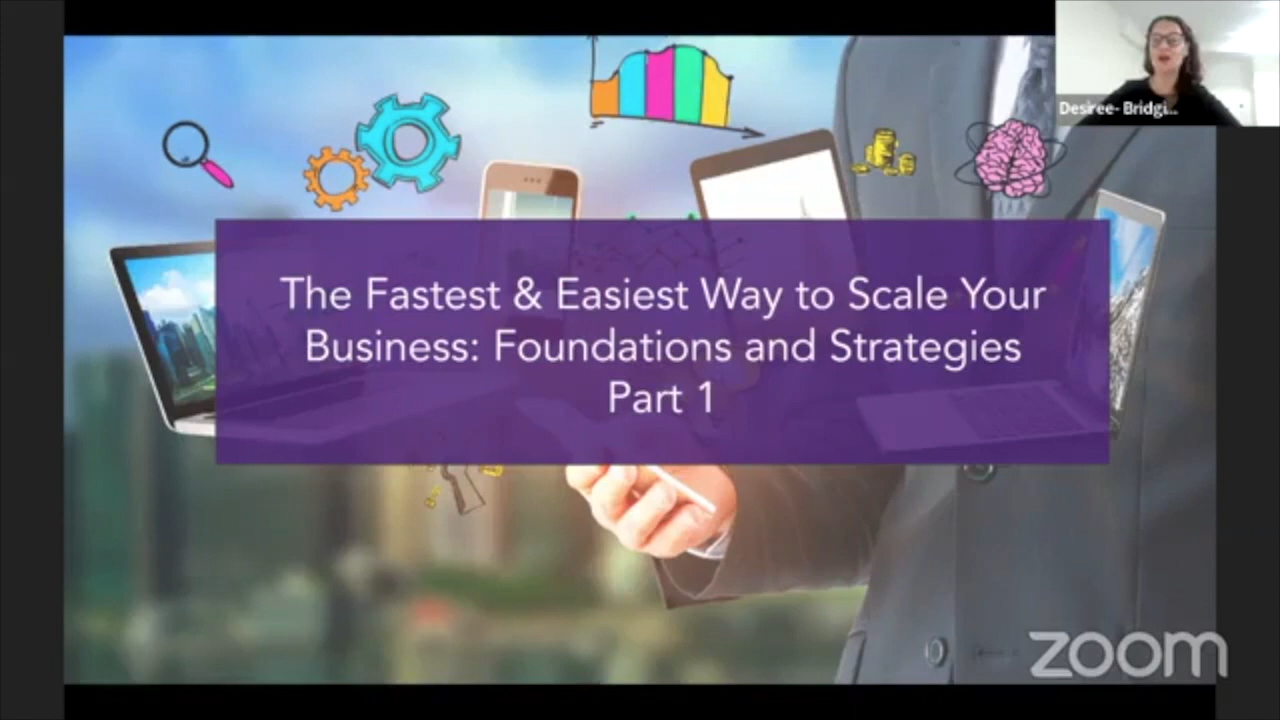 Desiree- Bridgi...
The Fastest & Easiest Way to Scale Your
Business: Foundations and Strategies
Part 1
zoom